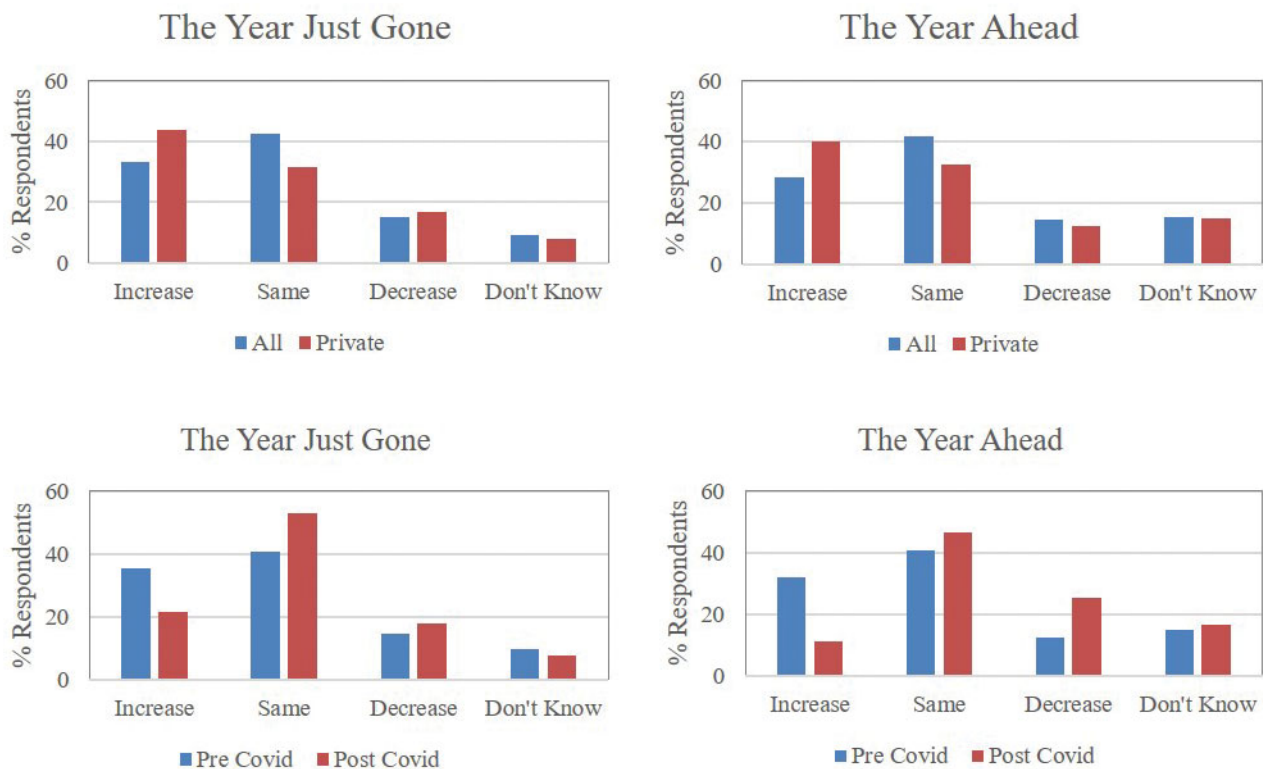 The Year Just Gone
% Respondents
60
40
20
0
Increase Same Decrease Don't Know
All Private
The Year Ahead
% Respondents
60
40
20
0
Increase Same Decrease Don't Know
All Private
The Year Just Gone
% Respondents
60
40
20
0
Increase Same Decrease Don't Know
Pre Covid Post Covid
The Year Ahead
% Respondents
60
40
20
0
Increase Same Decrease Don't Know
Pre Covid Post Covid